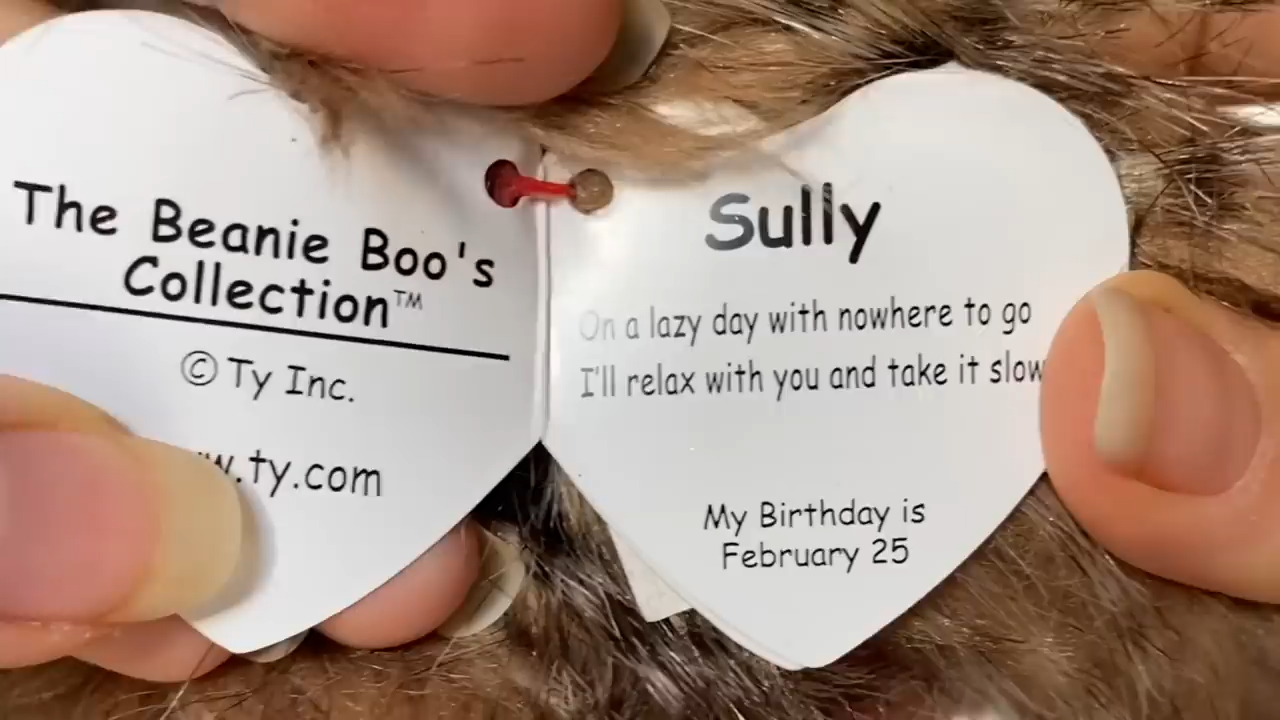 The Beanie Boo's
Collection™
© Ty Inc.
w.ty.com
Sully
On a lazy day with nowhere to go
I'll relax with you and take it slow
My Birthday is
February 25